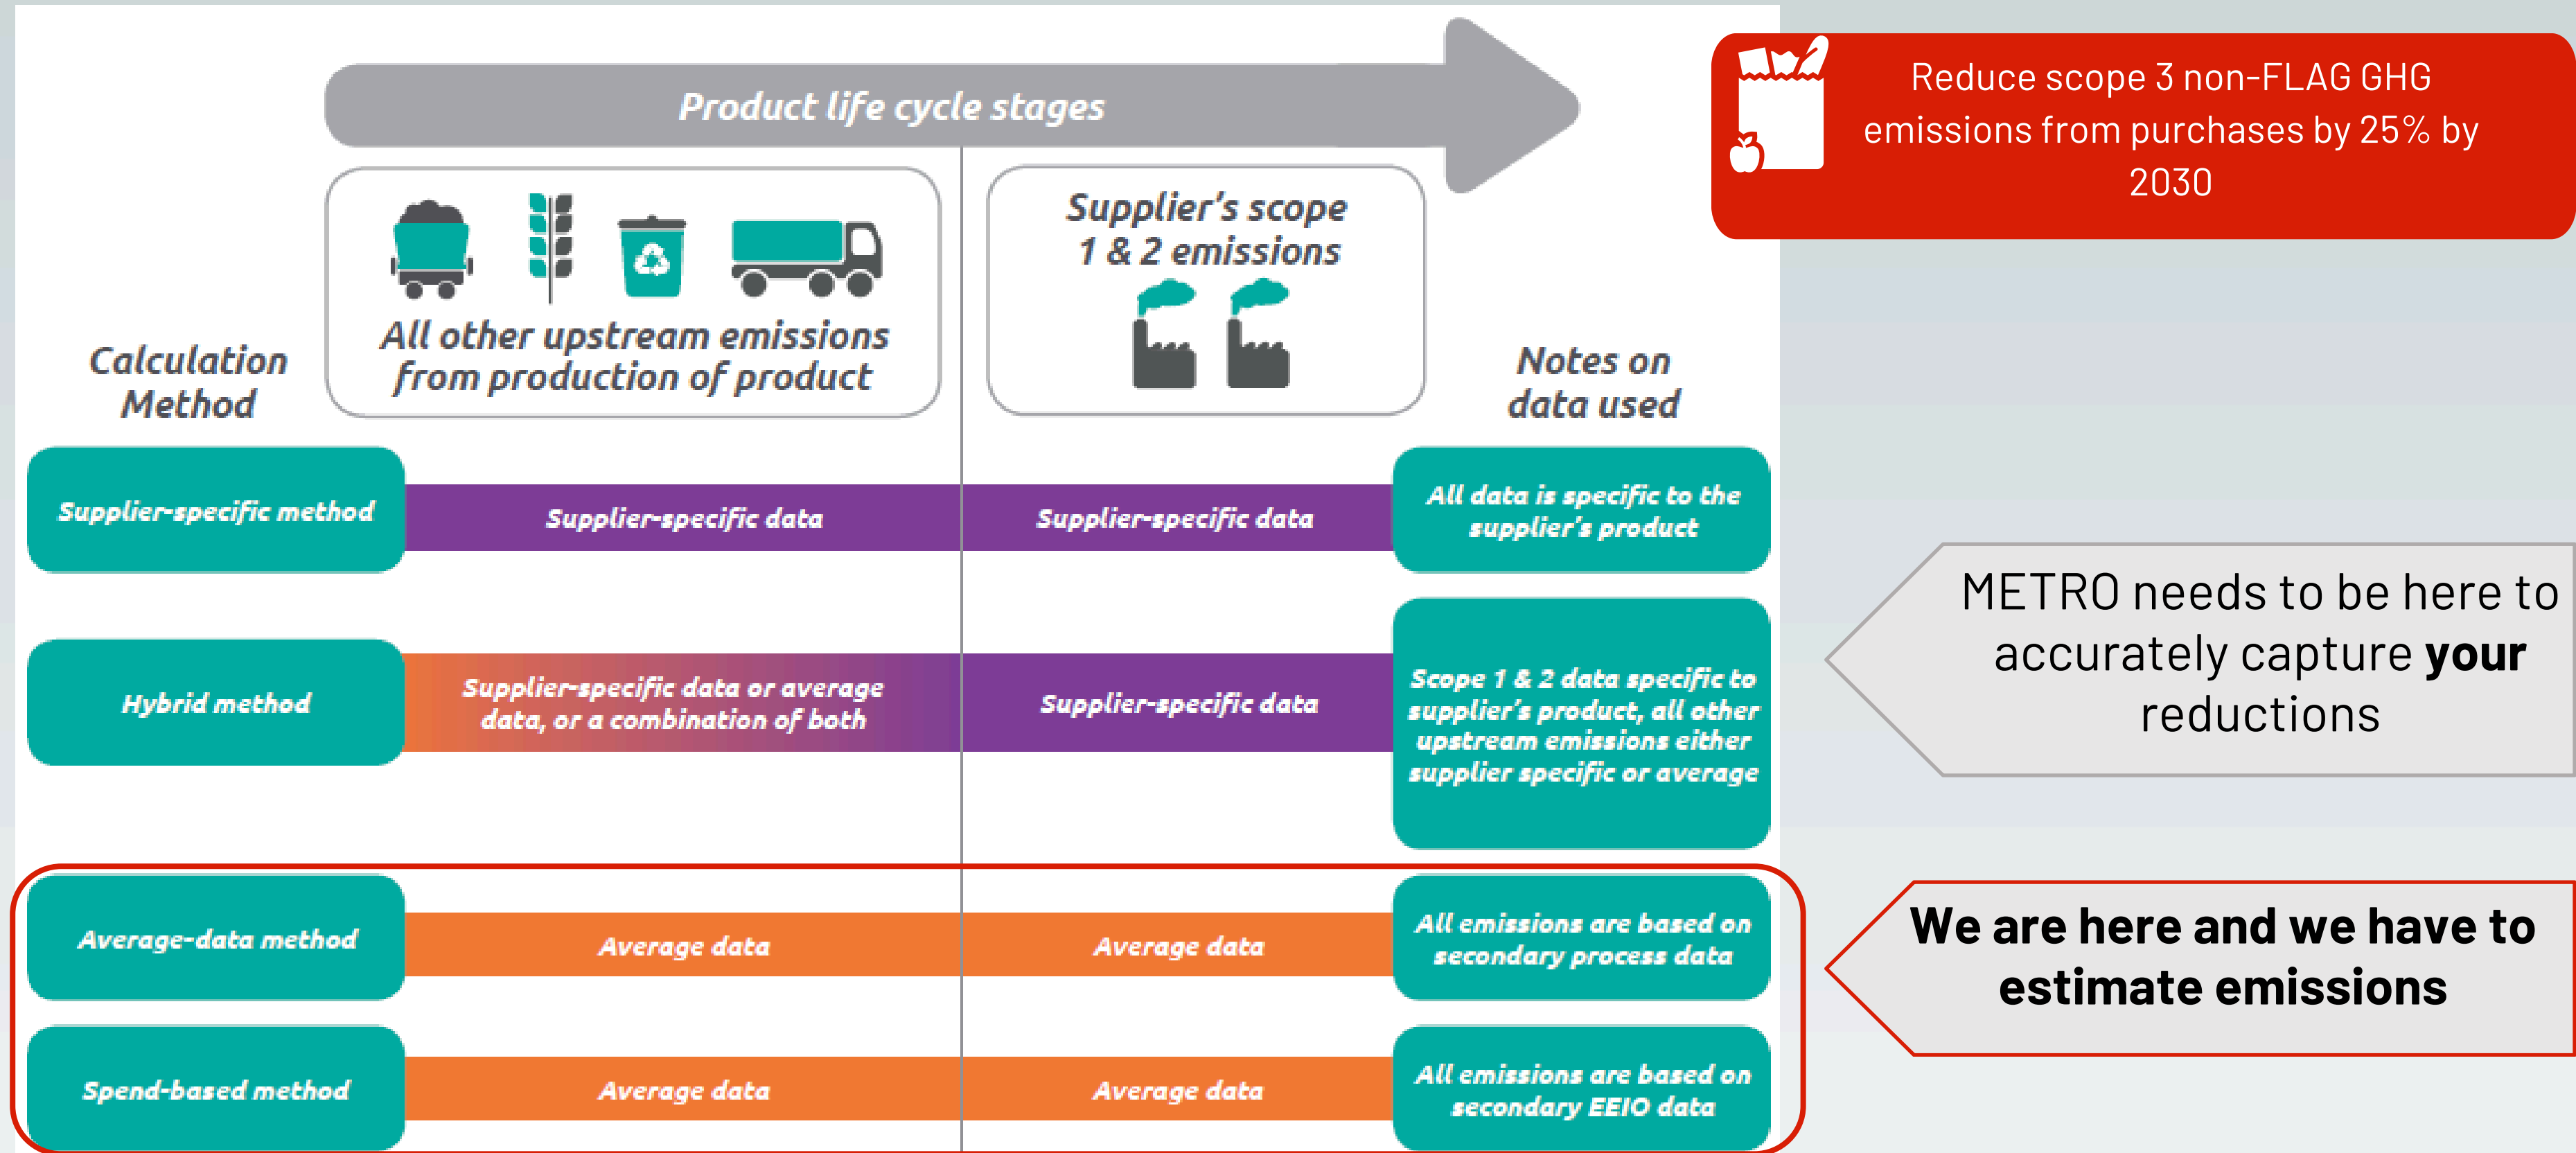 Product life cycle stages
Reduce scope 3 non-FLAG GHG
emissions from purchases by 25% by
2030
All other upstream emissions
from production of product
Supplier's scope
1 & 2 emissions
Calculation
Method
Notes on
data used
Supplier-specific method
Supplier-specific data
Supplier-specific data
All data is specific to the
supplier's product
Hybrid method
Supplier-specific data or average
data, or a combination of both
Supplier-specific data
Scope 1 & 2 data specific to
supplier's product, all other
upstream emissions either
supplier specific or average
METRO needs to be here to
accurately capture your
reductions
Average-data method
Average data
Average data
All emissions are based on
secondary process data
We are here and we have to
estimate emissions
Spend-based method
Average data
Average data
All emissions are based on
secondary EEIO data